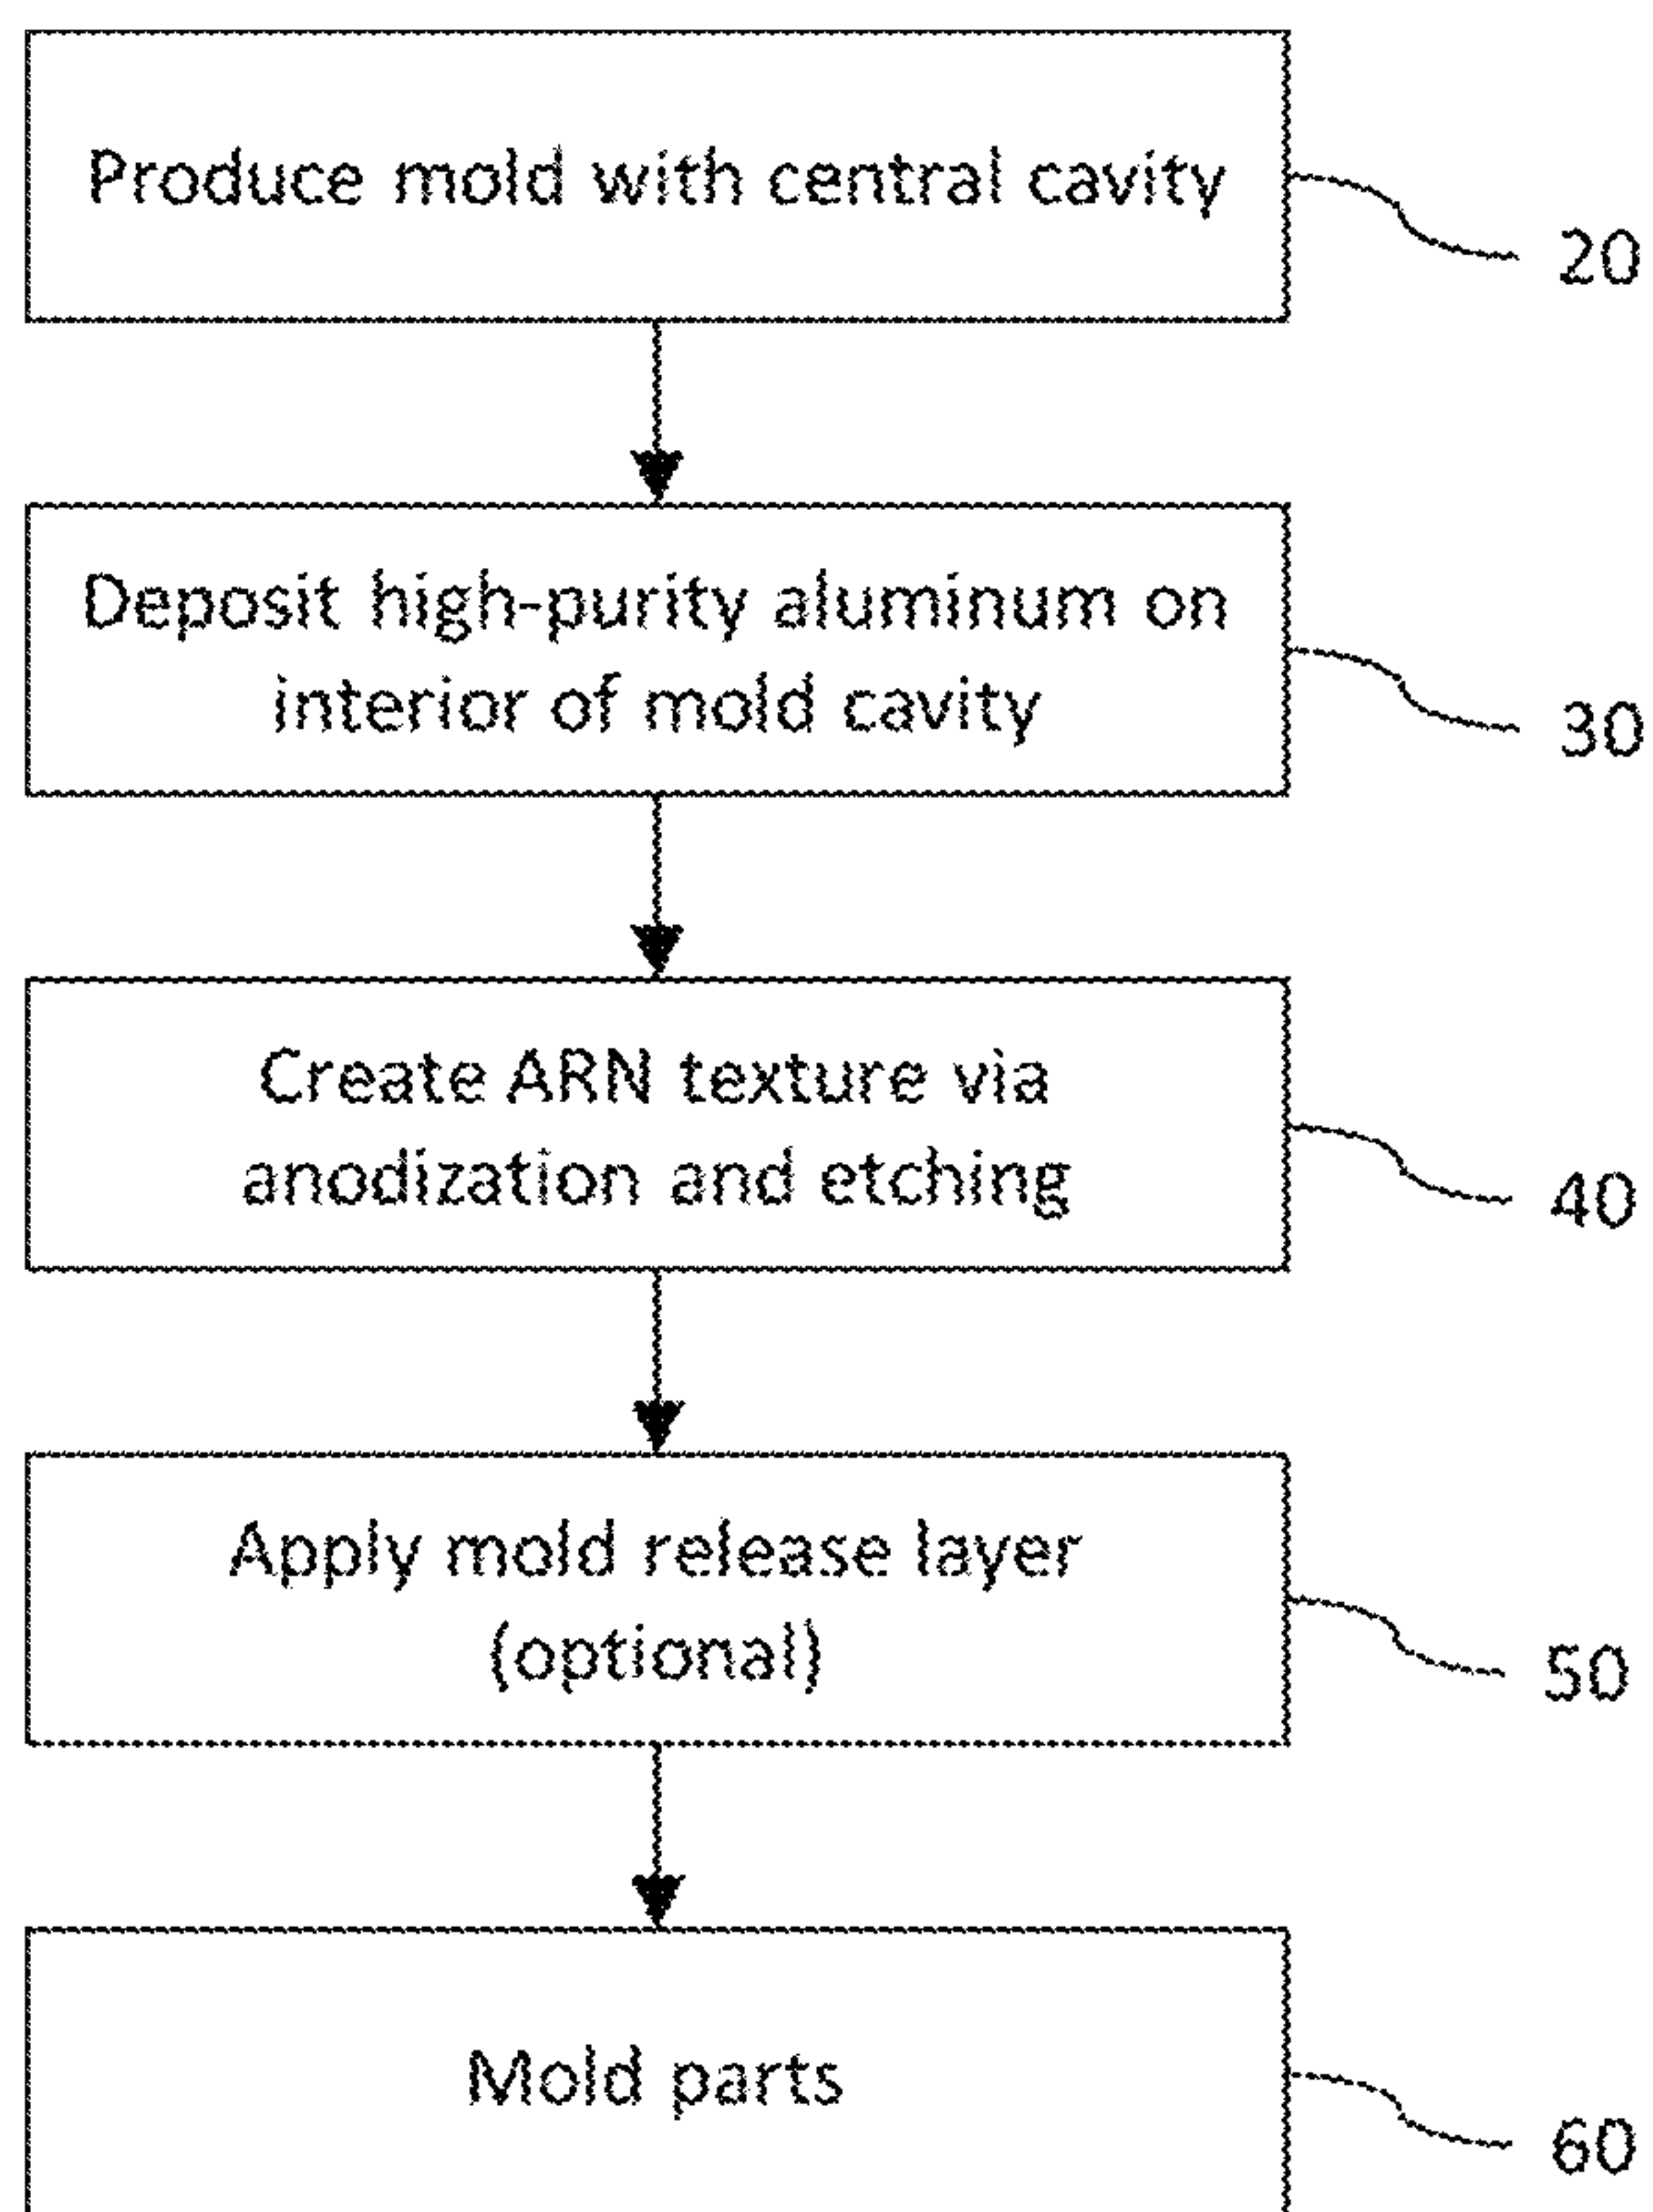 Produce mold with central cavity
20
Deposit high-purity aluminum on
interior of mold cavity
30
Create ARN texture via
anodization and etching
40
Apply mold release layer
(optional)
50
Mold parts
60